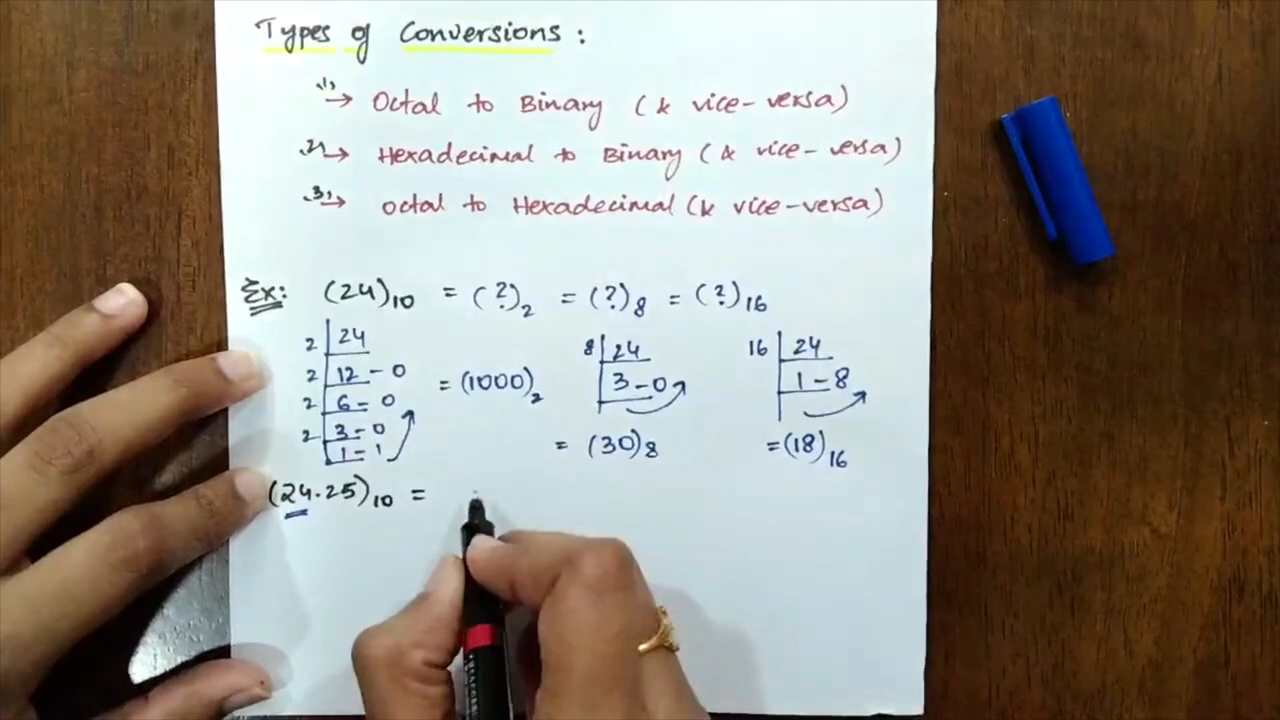 Types of Conversions :
1) → Octal to Binary (& vice-versa)
2) → Hexadecimal to Binary (& vice-versa)
3) → octal to Hexadecimal (& vice-versa)
Ex: (24)10 = (?)2 = (?)8 = (?)16
2 | 24
2 | 12 - 0
2 | 6 - 0
2 | 3 - 0
1 - 1
= (1000)2
8 | 24
3 - 0
= (30)8
16 | 24
1 - 8
= (18)16
(24.25)10 =